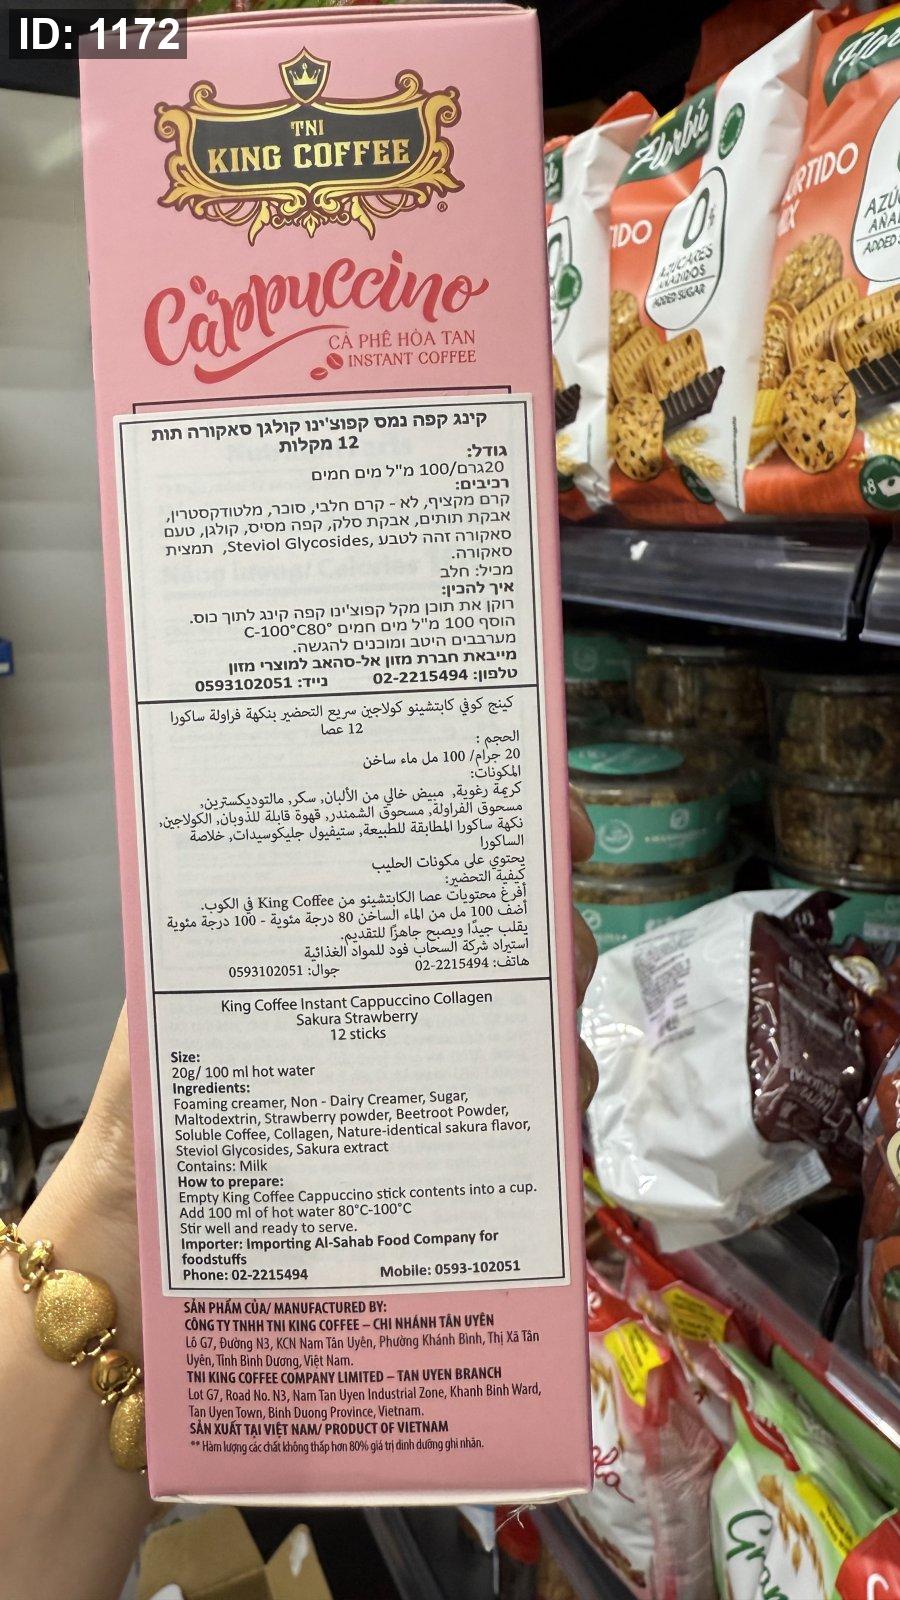 ID: 1172
TNI
KING COFFEE
®
Cappuccino
CÀ PHÊ HÒA TAN
INSTANT COFFEE
קינג קפה נמס קפוצ'ינו קולגן סאקורה תות
12 מקלות
גודל:
20גרם/100 מ"ל מים חמים
רכיבים:
קרם מקציף, לא - קרם חלבי, סוכר, מלטודקסטרין,
אבקת תותים, אבקת סלק, קפה מסיס, קולגן, טעם
סאקורה זהה לטבע ,Steviol Glycosides, תמצית
סאקורה.
מכיל: חלב
איך להכין:
רוקן את תוכן מקל קפוצ'ינו קפה קינג לתוך כוס.
הוסף 100 מ"ל מים חמים C-100°C80°
מערבבים היטב ומוכנים להגשה.
מייבאת חברת מזון אל-סהאב למוצרי מזון
טלפון: 02-2215494 נייד: 0593102051
كينج كوفي كابتشينو كولاجين سريع التحضير بنكهة فراولة ساكورا
12 عصا
الحجم :
20 جرام/ 100 مل ماء ساخن
المكونات:
كريمة رغوية, مبيض خالي من الألبان, سكر, مالتوديكسترين,
مسحوق الفراولة, مسحوق الشمندر, قهوة قابلة للذوبان, الكولاجين,
نكهة ساكورا المطابقة للطبيعة, ستيفيول جليكوسيدات, خلاصة
الساكورا
يحتوي على مكونات الحليب
كيفية التحضير:
أفرغ محتويات عصا الكابتشينو من King Coffee في الكوب.
أضف 100 مل من الماء الساخن 80 درجة مئوية - 100 درجة مئوية
يقلب جيدًا ويصبح جاهزًا للتقديم.
استيراد شركة السحاب فود للمواد الغذائية
هاتف: 02-2215494 جوال: 0593102051
King Coffee Instant Cappuccino Collagen
Sakura Strawberry
12 sticks
Size:
20g/ 100 ml hot water
Ingredients:
Foaming creamer, Non - Dairy Creamer, Sugar,
Maltodextrin, Strawberry powder, Beetroot Powder,
Soluble Coffee, Collagen, Nature-identical sakura flavor,
Steviol Glycosides, Sakura extract
Contains: Milk
How to prepare:
Empty King Coffee Cappuccino stick contents into a cup.
Add 100 ml of hot water 80°C-100°C
Stir well and ready to serve.
Importer: Importing Al-Sahab Food Company for
foodstuffs
Phone: 02-2215494 Mobile: 0593-102051
SẢN PHẨM CỦA/ MANUFACTURED BY:
CÔNG TY TNHH TNI KING COFFEE – CHI NHÁNH TÂN UYÊN
Lô G7, Đường N3, KCN Nam Tân Uyên, Phường Khánh Bình, Thị Xã Tân
Uyên, Tỉnh Bình Dương, Việt Nam.
TNI KING COFFEE COMPANY LIMITED – TAN UYEN BRANCH
Lot G7, Road No. N3, Nam Tan Uyen Industrial Zone, Khanh Binh Ward,
Tan Uyen Town, Binh Duong Province, Vietnam.
SẢN XUẤT TẠI VIỆT NAM/ PRODUCT OF VIETNAM
** Hàm lượng các chất không thấp hơn 80% giá trị dinh dưỡng ghi nhãn.
Florbú
0%
AZÚCARES
AÑADIDOS
ADDED SUGAR